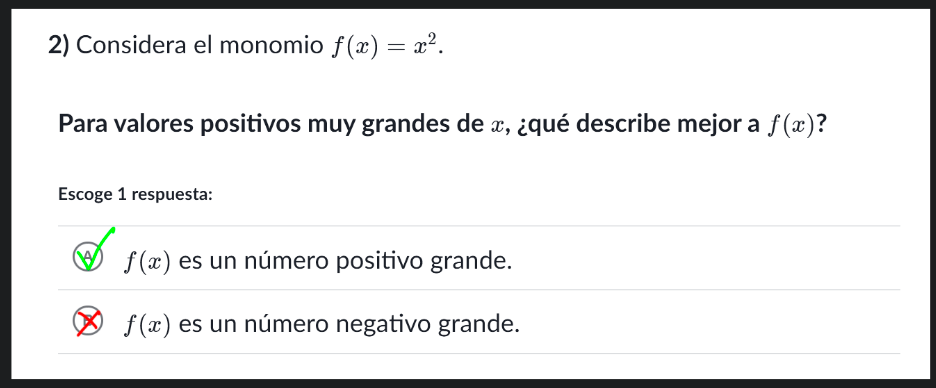 2) Considera el monomio f(x) = x².
Para valores positivos muy grandes de x, ¿qué describe mejor a f(x)?
Escoge 1 respuesta:
A f(x) es un número positivo grande.
f(x) es un número negativo grande.